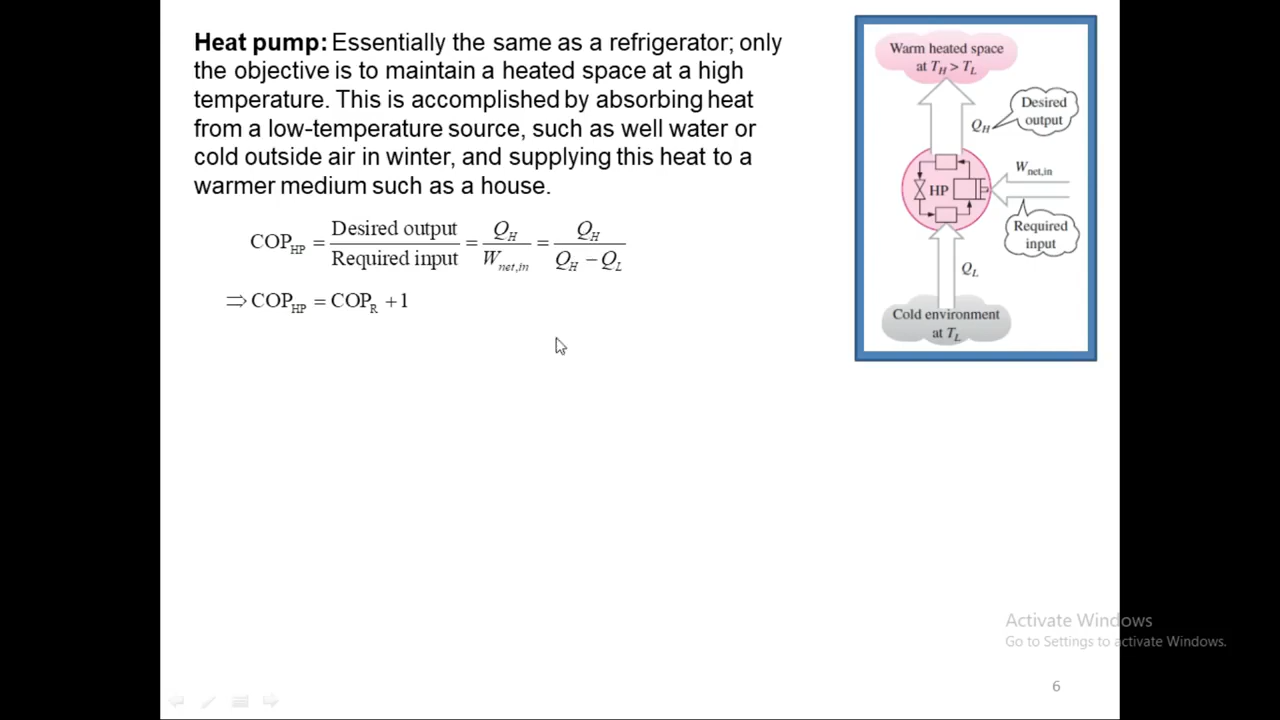 Heat pump: Essentially the same as a refrigerator; only
the objective is to maintain a heated space at a high
temperature. This is accomplished by absorbing heat
from a low-temperature source, such as well water or
cold outside air in winter, and supplying this heat to a
warmer medium such as a house.
COP_HP = Desired output / Required input = Q_H / W_net,in = Q_H / (Q_H − Q_L)
⇒ COP_HP = COP_R + 1
Warm heated space
at T_H > T_L
Desired
output
Q_H
W_net,in
HP
Required
input
Q_L
Cold environment
at T_L
Activate Windows
Go to Settings to activate Windows.
6